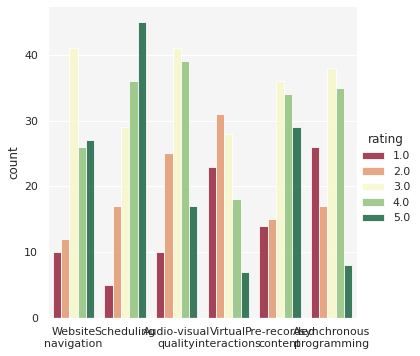 count
40
30
20
10
0
Website
navigation
Scheduling
Audio-visual
quality
Virtual
interactions
Pre-recorded
content
Asynchronous
programming
rating
1.0
2.0
3.0
4.0
5.0